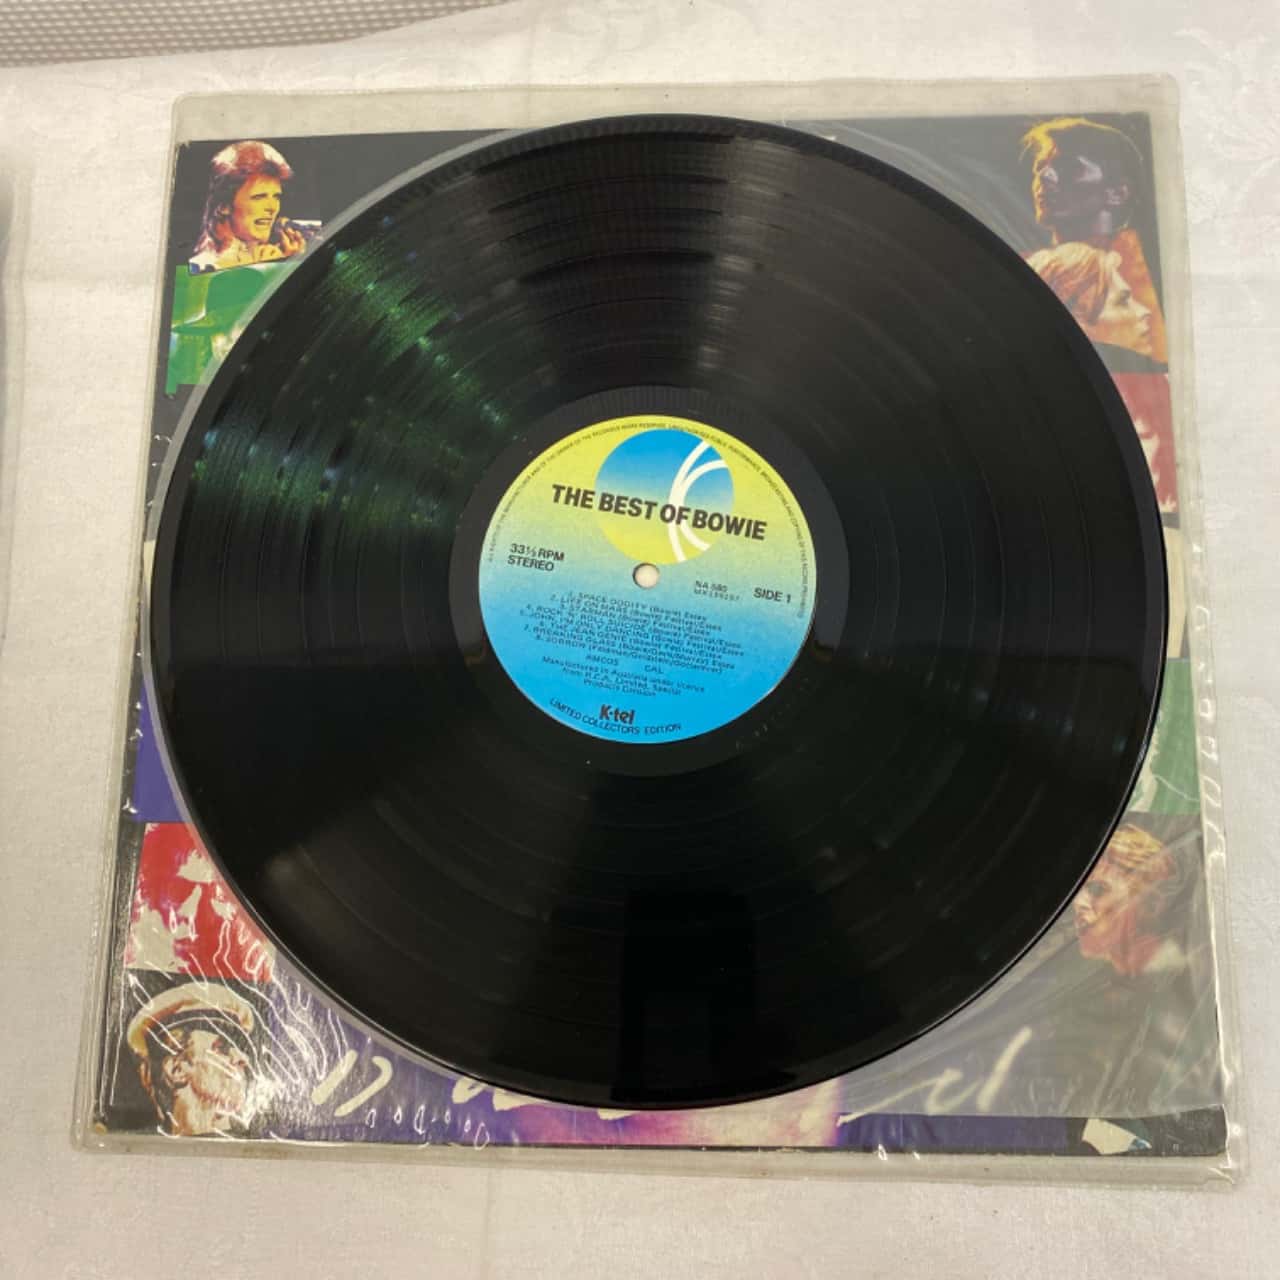 THE BEST OF BOWIE
33⅓ RPM
STEREO
NA 580
SIDE 1
1. SPACE ODDITY (Bowie) Essex
2. LIFE ON MARS (Bowie) Festival/Essex
3. STARMAN (Bowie) Festival/Essex
4. ROCK 'N' ROLL SUICIDE (Bowie) Festival/Essex
5. JOHN, I'M ONLY DANCING (Bowie) Festival/Essex
6. THE JEAN GENIE (Bowie) Festival/Essex
7. BREAKING GLASS (Bowie/Davis/Murray) Essex
8. SORROW (Feldman/Goldstein/Gottehrer)
AMCOS CAL
Manufactured in Australia under licence
from R.C.A. Limited, Special
Products Division
K-tel
LIMITED COLLECTORS EDITION